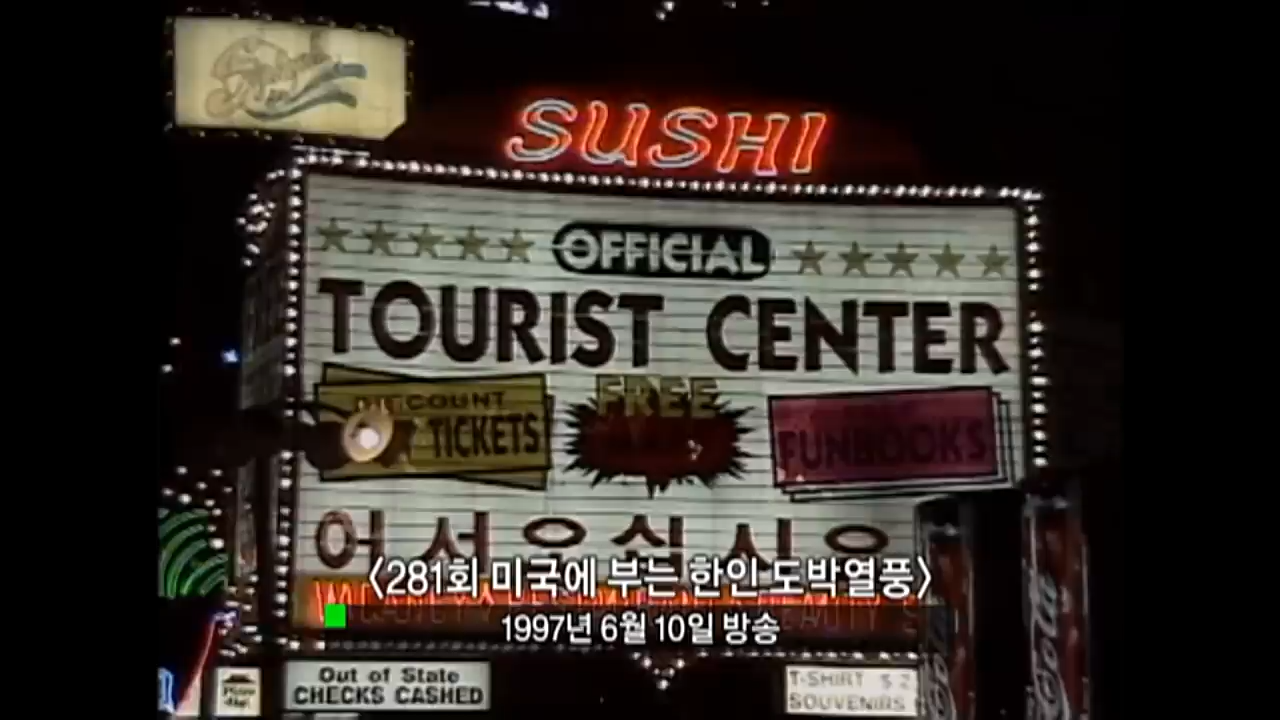 SUSHI
★★★★★ OFFICIAL ★★★★★
TOURIST CENTER
DISCOUNT
TICKETS
FREE
FUNBOOKS
어서오십시오
〈281회 미국에 부는 한인 도박열풍〉
1997년 6월 10일 방송
Out of State
CHECKS CASHED
T-SHIRT $2
SOUVENIRS
Coca